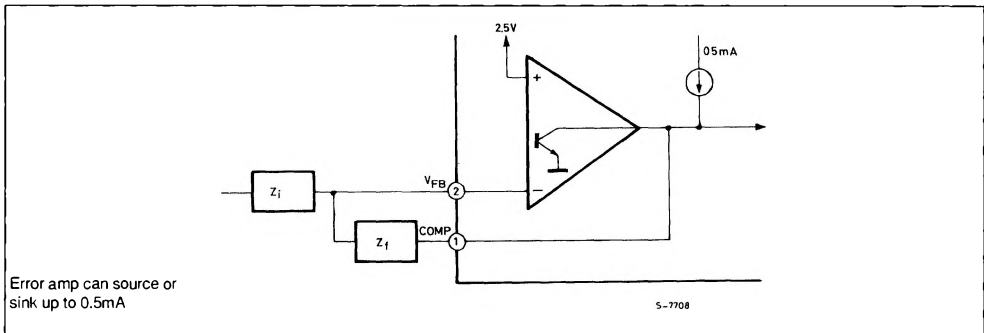 2.5V
05mA
+
Zi
VFB
2
−
Zf
COMP
1
Error amp can source or
sink up to 0.5mA
S-7708